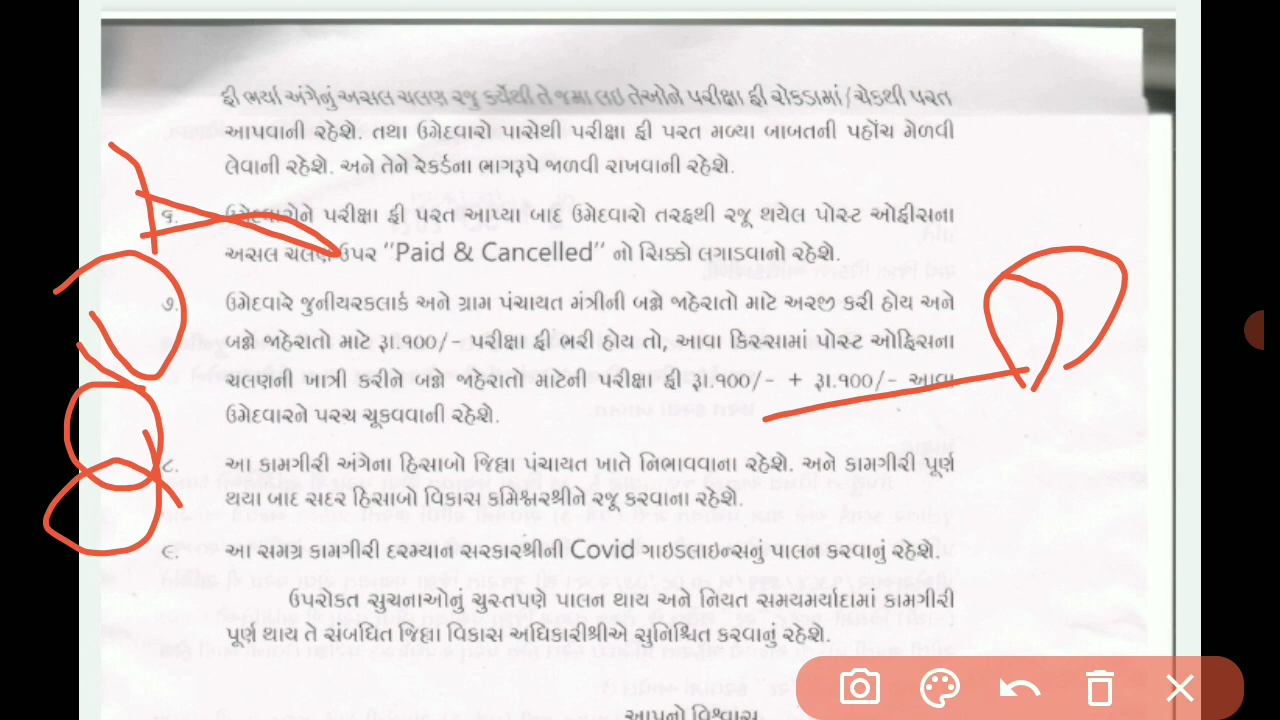 ફી ભર્યા અંગેનું અસલ ચલણ રજુ કર્યેથી તે જમા લઇ તેઓને પરીક્ષા ફી રોકડામાં/ચેકથી પરત
આપવાની રહેશે. તથા ઉમેદવારો પાસેથી પરીક્ષા ફી પરત મળ્યા બાબતની પહોંચ મેળવી
લેવાની રહેશે. અને તેને રેકર્ડના ભાગરૂપે જાળવી રાખવાની રહેશે.
૬. ઉમેદવારોને પરીક્ષા ફી પરત આપ્યા બાદ ઉમેદવારો તરફથી રજૂ થયેલ પોસ્ટ ઓફીસના
અસલ ચલણ ઉપર "Paid & Cancelled" નો સિક્કો લગાડવાનો રહેશે.
૭. ઉમેદવારે જુનીયરકલાર્ક અને ગ્રામ પંચાયત મંત્રીની બન્ને જાહેરાતો માટે અરજી કરી હોય અને
બન્ને જાહેરાતો માટે રૂા.૧૦૦/- પરીક્ષા ફી ભરી હોય તો, આવા કિસ્સામાં પોસ્ટ ઓફિસના
ચલણની ખાત્રી કરીને બન્ને જાહેરાતો માટેની પરીક્ષા ફી રૂા.૧૦૦/- + રૂા.૧૦૦/- આવા
ઉમેદવારને પરચ ચૂકવવાની રહેશે.
૮. આ કામગીરી અંગેના હિસાબો જિલ્લા પંચાયત ખાતે નિભાવવાના રહેશે. અને કામગીરી પૂર્ણ
થયા બાદ સદર હિસાબો વિકાસ કમિશ્નરશ્રીને રજૂ કરવાના રહેશે.
૯. આ સમગ્ર કામગીરી દરમ્યાન સરકારશ્રીની Covid ગાઇડલાઇન્સનું પાલન કરવાનું રહેશે.
ઉપરોકત સુચનાઓનું ચુસ્તપણે પાલન થાય અને નિયત સમયમર્યાદામાં કામગીરી
પૂર્ણ થાય તે સંબધિત જિલ્લા વિકાસ અધિકારીશ્રીએ સુનિશ્ચિત કરવાનું રહેશે.
આપનો વિશ્વાસુ